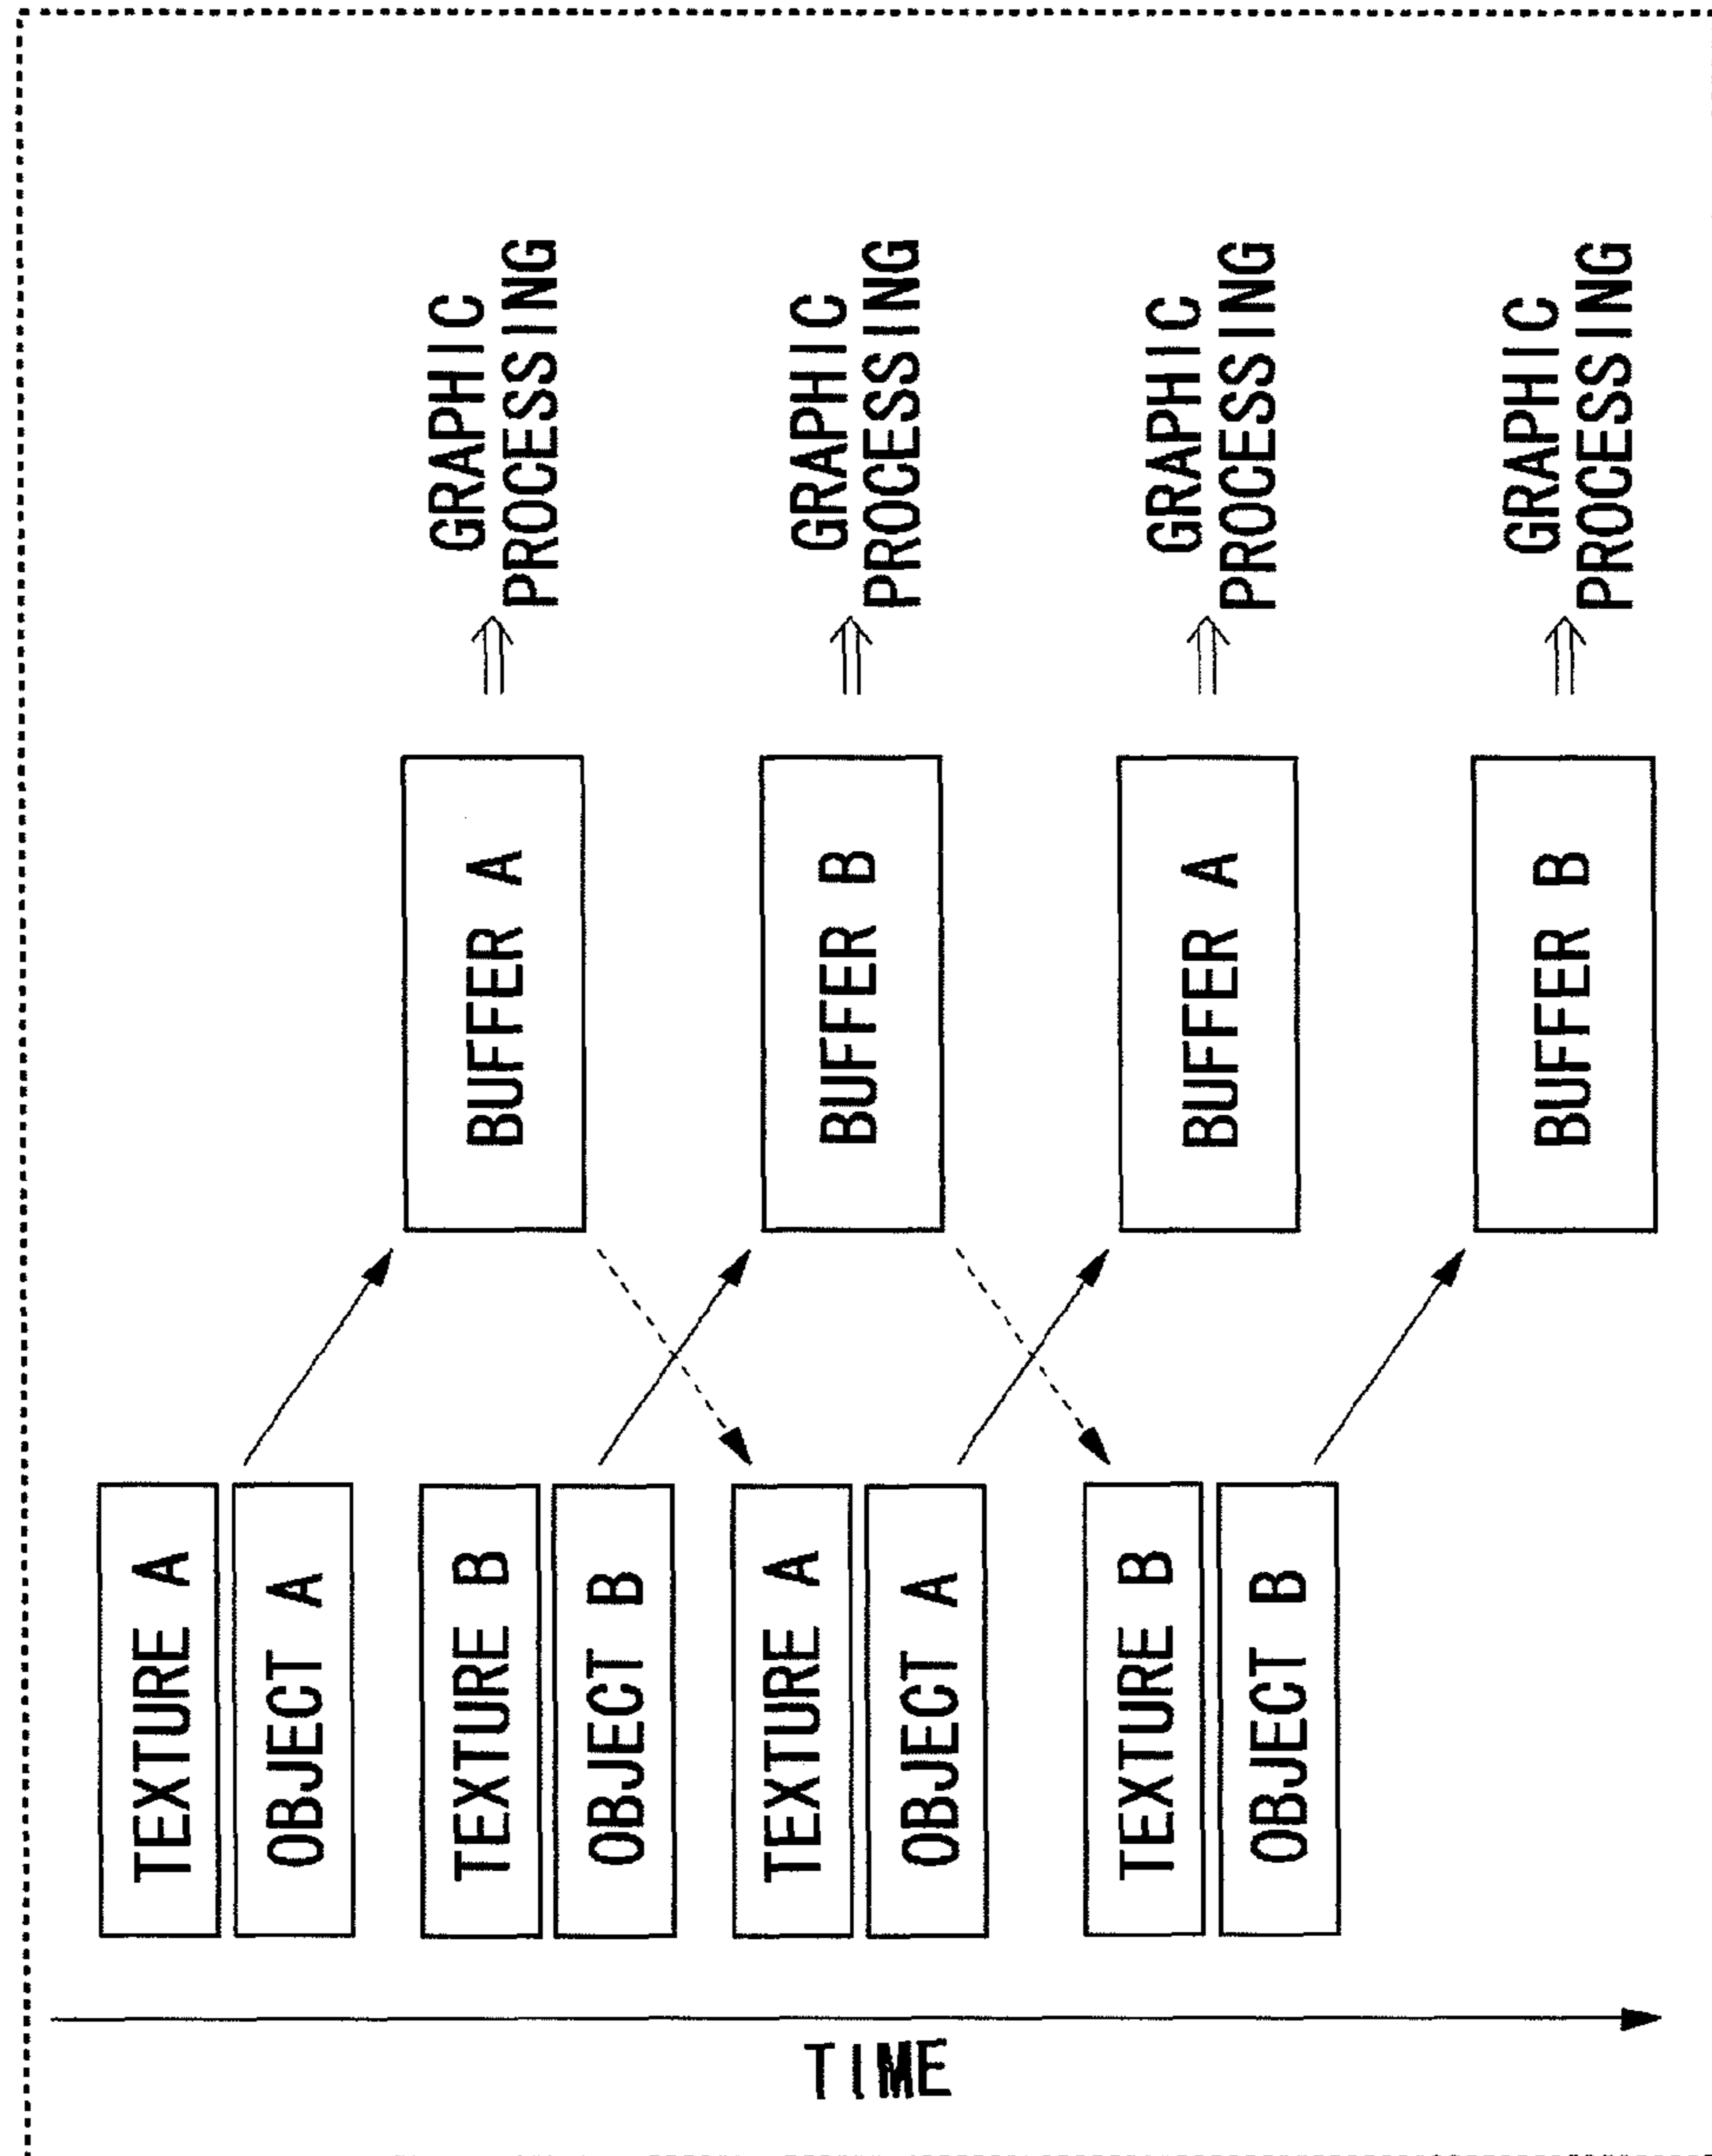 GRAPHIC
PROCESSING
GRAPHIC
PROCESSING
GRAPHIC
PROCESSING
GRAPHIC
PROCESSING
BUFFER A
BUFFER B
BUFFER A
BUFFER B
TEXTURE A
OBJECT A
TEXTURE B
OBJECT B
TEXTURE A
OBJECT A
TEXTURE B
OBJECT B
TIME